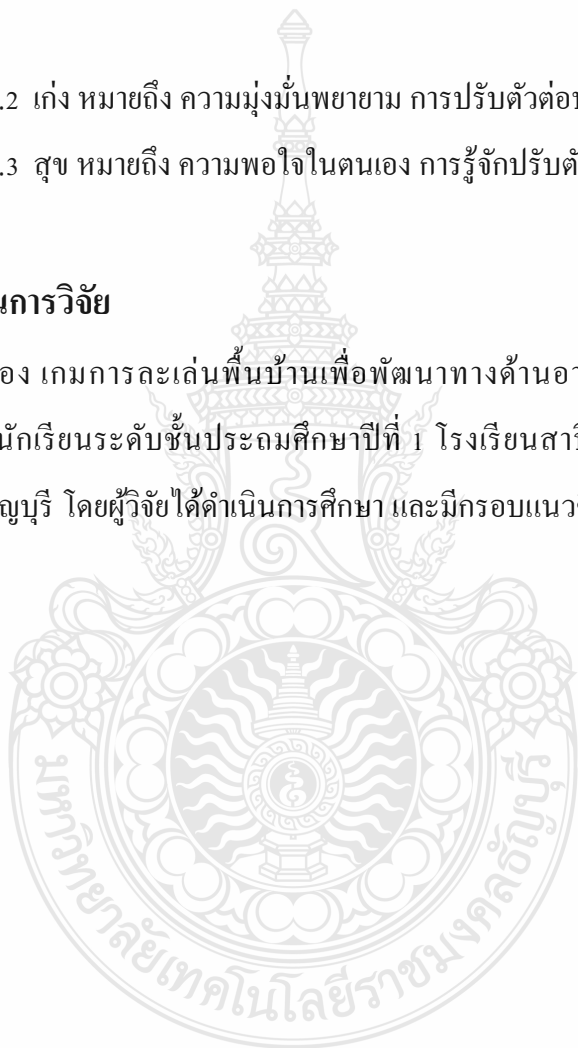 .2 เก่ง หมายถึง ความมุ่งมั่นพยายาม การปรับตัวต่อ
.3 สุข หมายถึง ความพอใจในตนเอง การรู้จักปรับตั
นการวิจัย
อง เกมการละเล่นพื้นบ้านเพื่อพัฒนาทางด้านอา
นักเรียนระดับชั้นประถมศึกษาปีที่ 1 โรงเรียนสาธิ
ญบุรี โดยผู้วิจัยได้ดำเนินการศึกษา และมีกรอบแนว
มหาวิทยาลัยเทคโนโลยีราชมงคลธัญบุรี